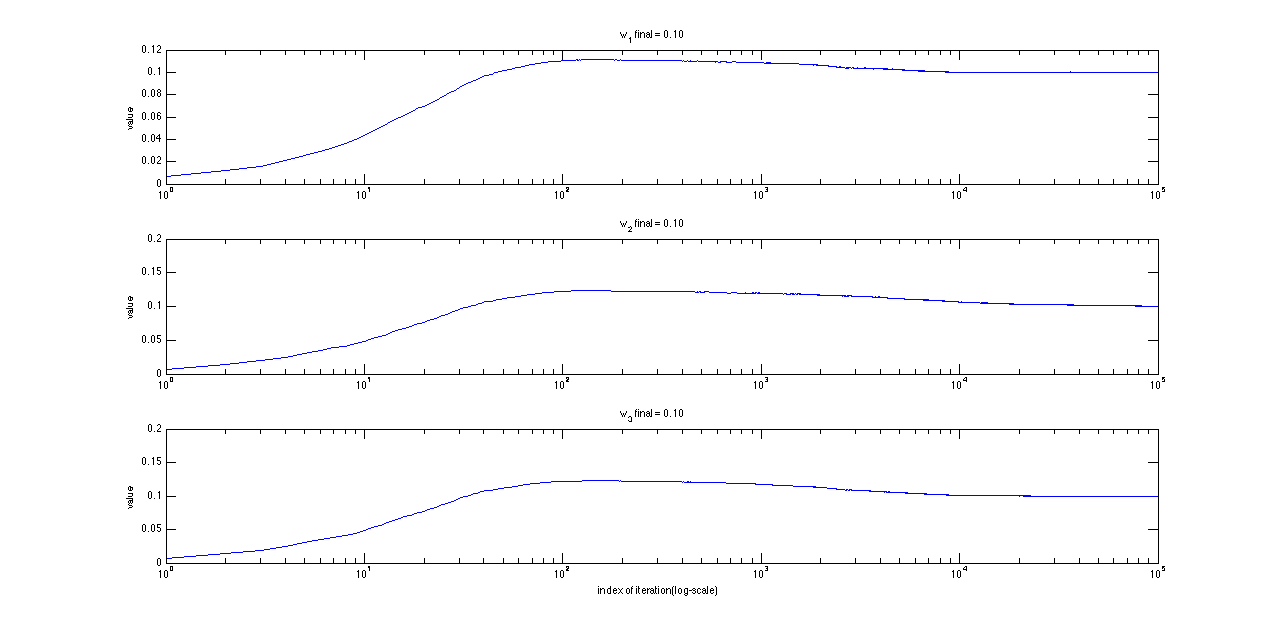 w1 final = 0.10
0.12
0.1
0.08
0.06
0.04
0.02
0
value
10^0 10^1 10^2 10^3 10^4 10^5
w2 final = 0.10
0.2
0.15
0.1
0.05
0
value
10^0 10^1 10^2 10^3 10^4 10^5
w3 final = 0.10
0.2
0.15
0.1
0.05
0
value
10^0 10^1 10^2 10^3 10^4 10^5
index of iteration(log-scale)